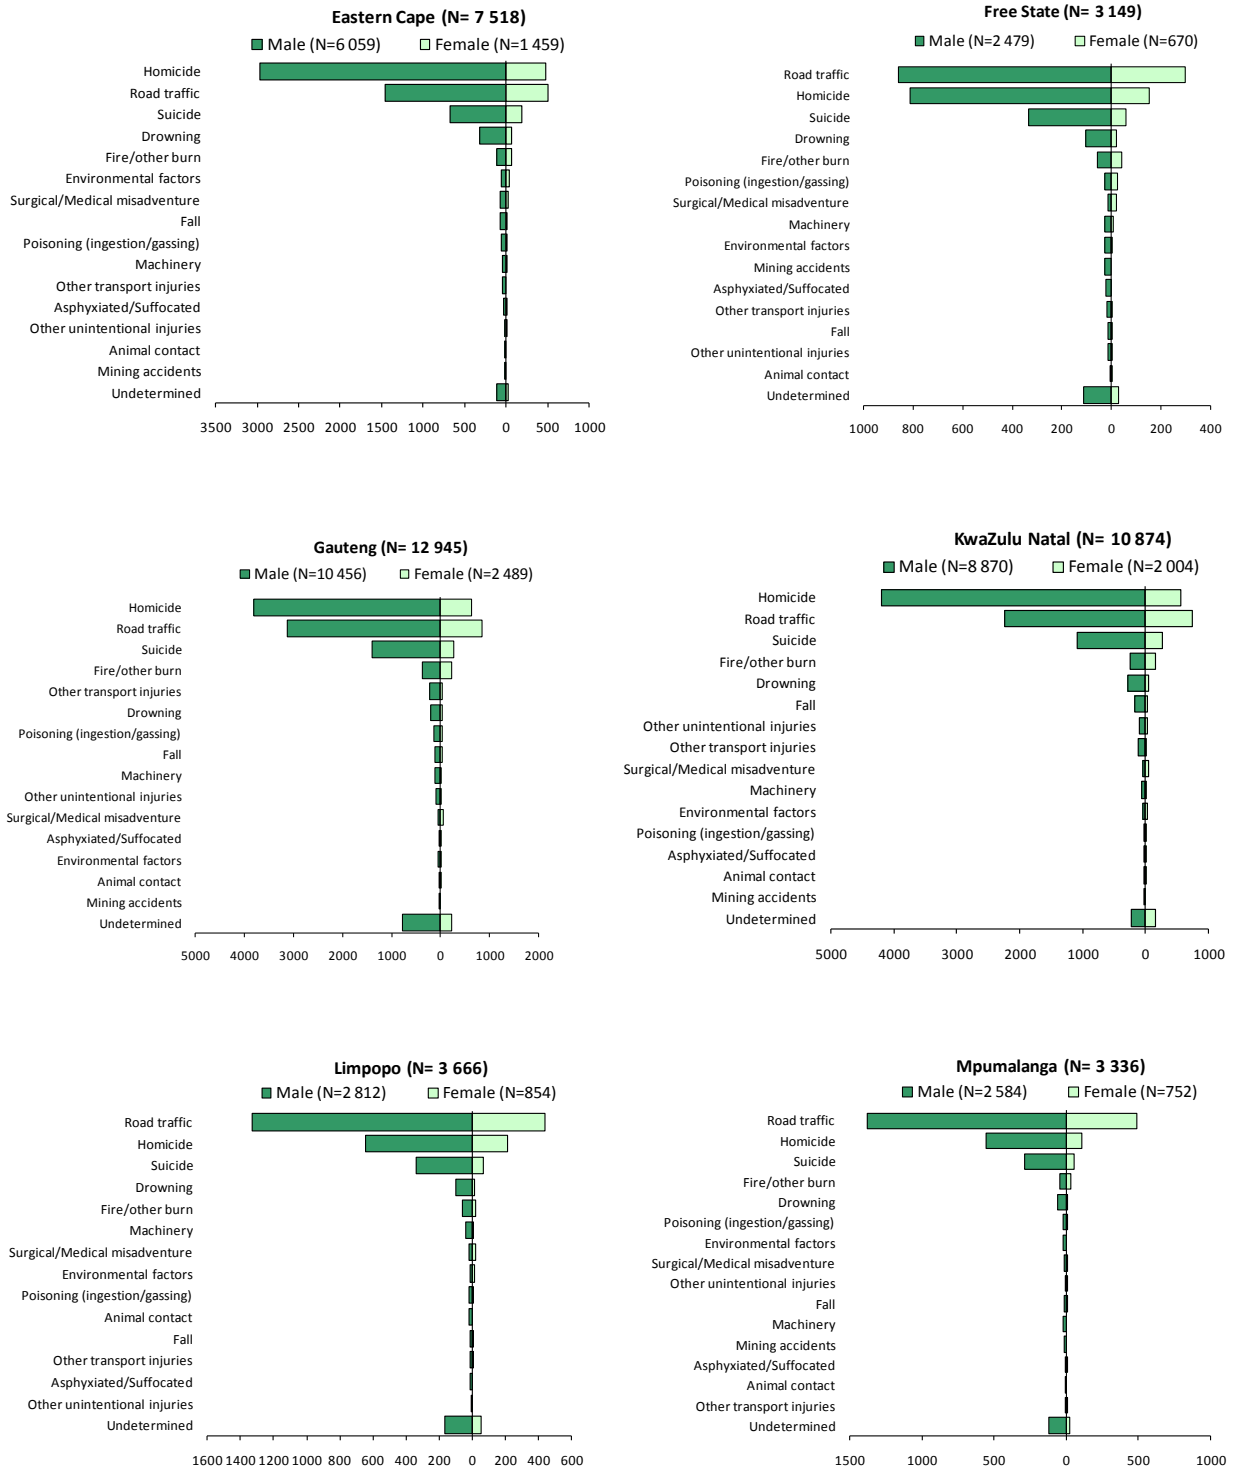 Eastern Cape (N= 7 518)
Male (N=6 059) Female (N=1 459)
Homicide
Road traffic
Suicide
Drowning
Fire/other burn
Environmental factors
Surgical/Medical misadventure
Fall
Poisoning (ingestion/gassing)
Machinery
Other transport injuries
Asphyxiated/Suffocated
Other unintentional injuries
Animal contact
Mining accidents
Undetermined
3500 3000 2500 2000 1500 1000 500 0 500 1000
Free State (N= 3 149)
Male (N=2 479) Female (N=670)
Road traffic
Homicide
Suicide
Drowning
Fire/other burn
Poisoning (ingestion/gassing)
Surgical/Medical misadventure
Machinery
Environmental factors
Mining accidents
Asphyxiated/Suffocated
Other transport injuries
Fall
Other unintentional injuries
Animal contact
Undetermined
1000 800 600 400 200 0 200 400
Gauteng (N= 12 945)
Male (N=10 456) Female (N=2 489)
Homicide
Road traffic
Suicide
Fire/other burn
Other transport injuries
Drowning
Poisoning (ingestion/gassing)
Fall
Machinery
Other unintentional injuries
Surgical/Medical misadventure
Asphyxiated/Suffocated
Environmental factors
Animal contact
Mining accidents
Undetermined
5000 4000 3000 2000 1000 0 1000 2000
KwaZulu Natal (N= 10 874)
Male (N=8 870) Female (N=2 004)
Homicide
Road traffic
Suicide
Fire/other burn
Drowning
Fall
Other unintentional injuries
Other transport injuries
Surgical/Medical misadventure
Machinery
Environmental factors
Poisoning (ingestion/gassing)
Asphyxiated/Suffocated
Animal contact
Mining accidents
Undetermined
5000 4000 3000 2000 1000 0 1000
Limpopo (N= 3 666)
Male (N=2 812) Female (N=854)
Road traffic
Homicide
Suicide
Drowning
Fire/other burn
Machinery
Surgical/Medical misadventure
Environmental factors
Poisoning (ingestion/gassing)
Animal contact
Fall
Other transport injuries
Asphyxiated/Suffocated
Other unintentional injuries
Undetermined
1600 1400 1200 1000 800 600 400 200 0 200 400 600
Mpumalanga (N= 3 336)
Male (N=2 584) Female (N=752)
Road traffic
Homicide
Suicide
Fire/other burn
Drowning
Poisoning (ingestion/gassing)
Environmental factors
Surgical/Medical misadventure
Other unintentional injuries
Fall
Machinery
Mining accidents
Asphyxiated/Suffocated
Animal contact
Other transport injuries
Undetermined
1500 1000 500 0 500 1000